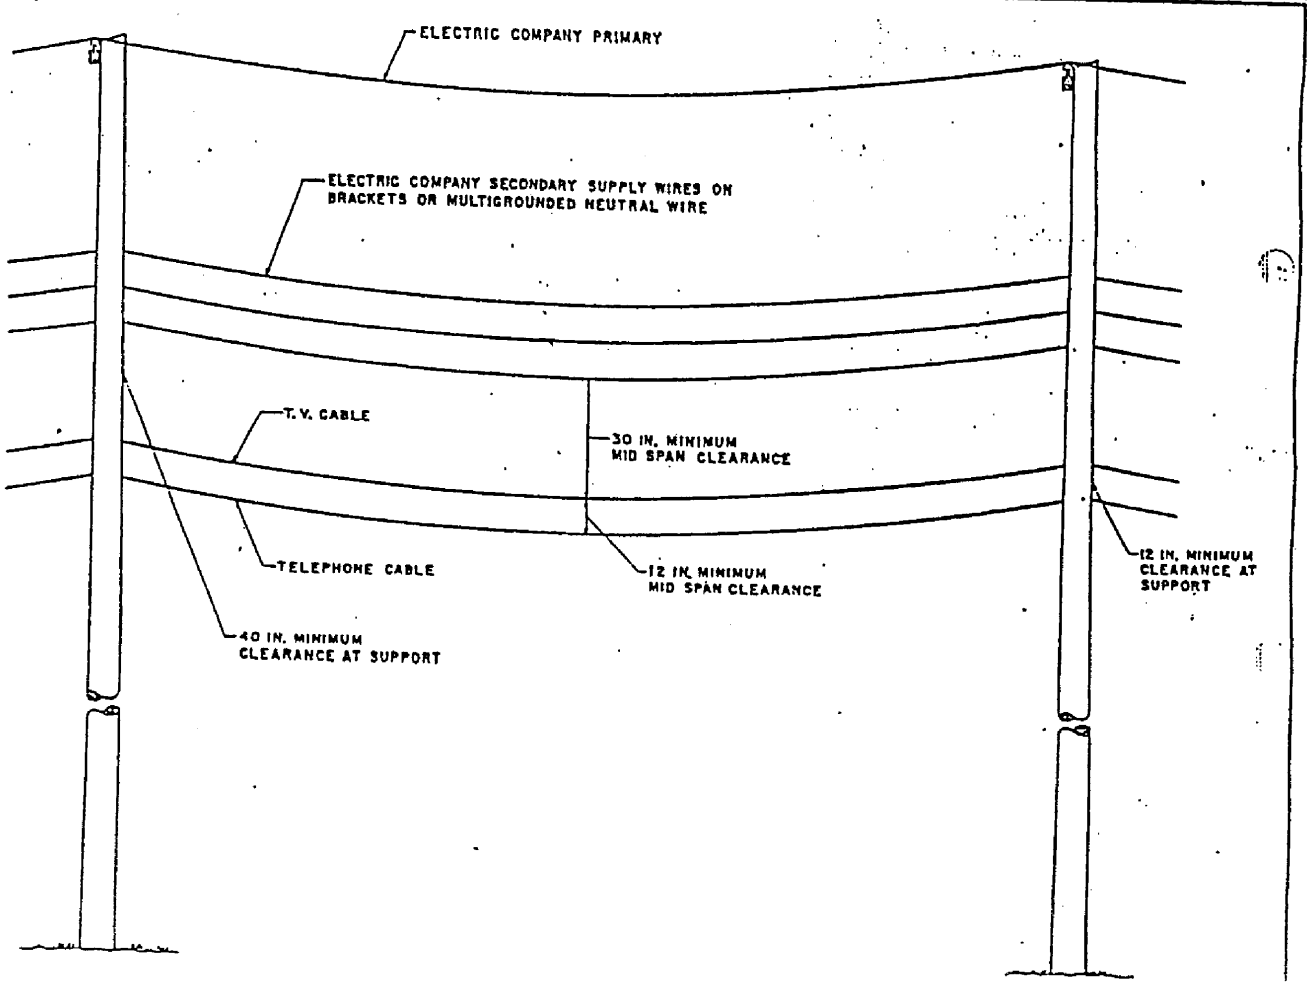 ELECTRIC COMPANY PRIMARY
ELECTRIC COMPANY SECONDARY SUPPLY WIRES ON
BRACKETS OR MULTIGROUNDED NEUTRAL WIRE
T.V. CABLE
30 IN. MINIMUM
MID SPAN CLEARANCE
TELEPHONE CABLE
12 IN. MINIMUM
MID SPAN CLEARANCE
12 IN. MINIMUM
CLEARANCE AT
SUPPORT
40 IN. MINIMUM
CLEARANCE AT SUPPORT